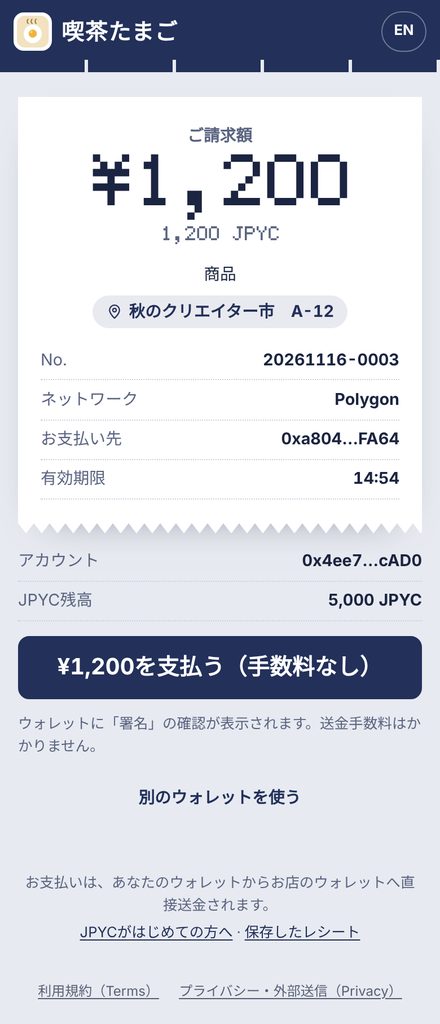 喫茶たまご
EN
ご請求額
¥1,200
1,200 JPYC
商品
秋のクリエイター市　A-12
No. 20261116-0003
ネットワーク Polygon
お支払い先 0xa804...FA64
有効期限 14:54
アカウント 0x4ee7...cAD0
JPYC残高 5,000 JPYC
¥1,200を支払う（手数料なし）
ウォレットに「署名」の確認が表示されます。送金手数料はか
かりません。
別のウォレットを使う
お支払いは、あなたのウォレットからお店のウォレットへ直
接送金されます。
JPYCがはじめての方へ · 保存したレシート
利用規約（Terms） プライバシー・外部送信（Privacy）